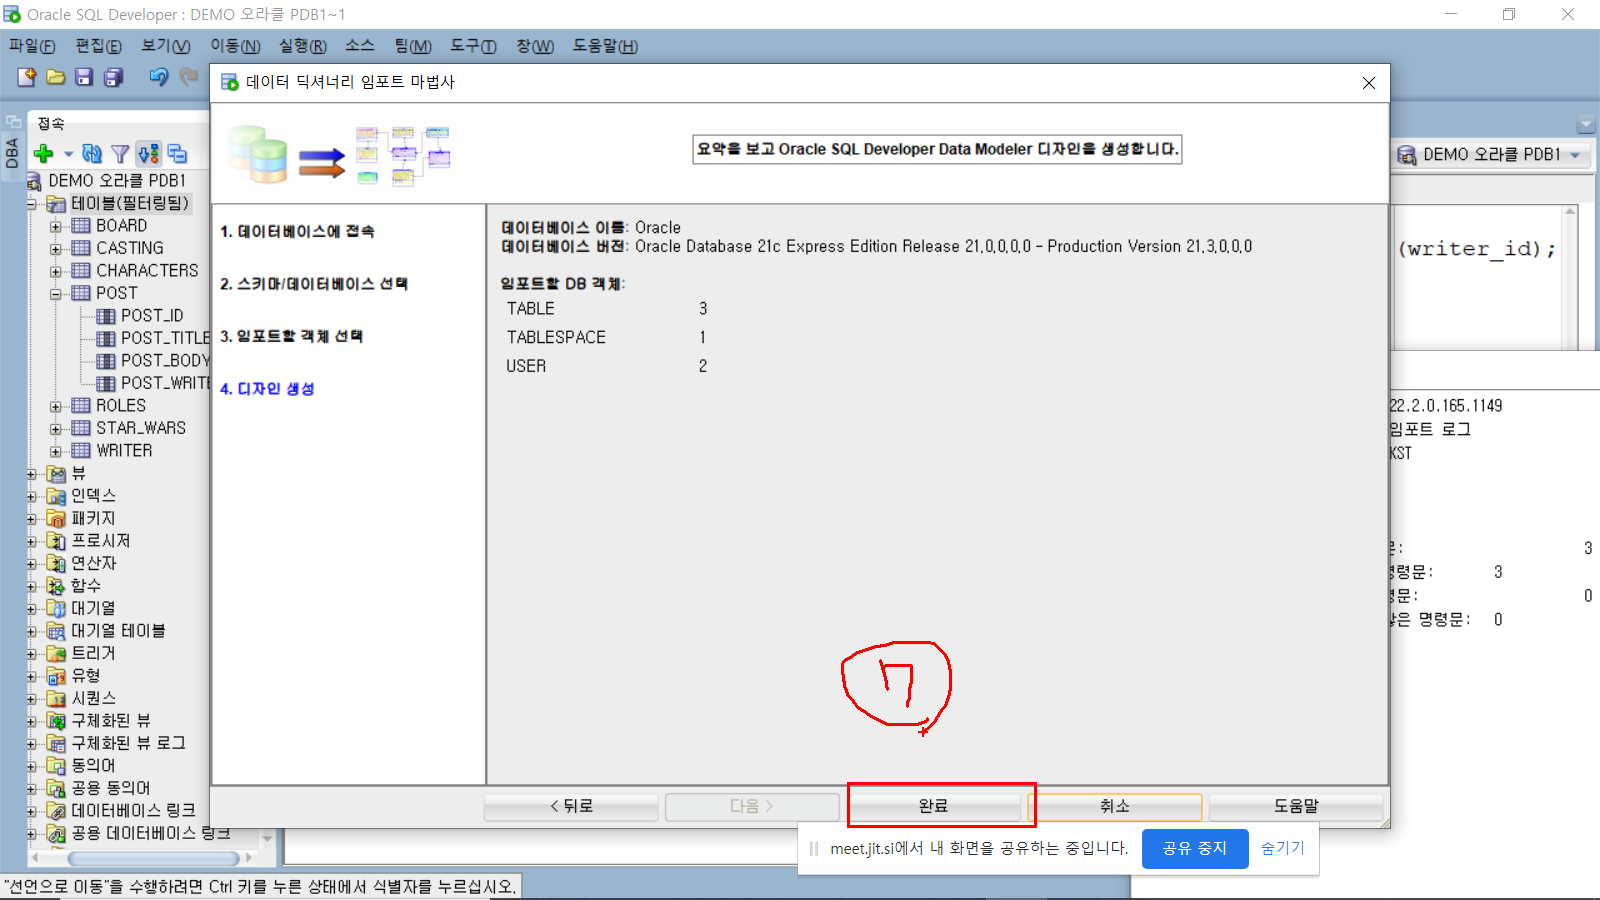 Oracle SQL Developer : DEMO 오라클 PDB1~1
파일(F) 편집(E) 보기(V) 이동(N) 실행(R) 소스 팀(M) 도구(T) 창(W) 도움말(H)
데이터 딕셔너리 임포트 마법사
접속
DBA
요약을 보고 Oracle SQL Developer Data Modeler 디자인을 생성합니다.
DEMO 오라클 PDB1
DEMO 오라클 PDB1
테이블(필터링됨)
BOARD
CASTING
CHARACTERS
POST
POST_ID
POST_TITLE
POST_BODY
POST_WRITE
ROLES
STAR_WARS
WRITER
뷰
인덱스
패키지
프로시저
연산자
함수
대기열
대기열 테이블
트리거
유형
시퀀스
구체화된 뷰
구체화된 뷰 로그
동의어
공용 동의어
데이터베이스 링크
공용 데이터베이스 링크
1. 데이터베이스에 접속
2. 스키마/데이터베이스 선택
3. 임포트할 객체 선택
4. 디자인 생성
데이터베이스 이름: Oracle
데이터베이스 버전: Oracle Database 21c Express Edition Release 21.0.0.0.0 - Production Version 21.3.0.0.0
임포트할 DB 객체:
TABLE 3
TABLESPACE 1
USER 2
(writer_id);
22.2.0.165.1149
임포트 로그
KST
문: 3
명령문: 3
령문: 0
않은 명령문: 0
7
< 뒤로 다음 > 완료 취소 도움말
meet.jit.si에서 내 화면을 공유하는 중입니다. 공유 중지 숨기기
"선언으로 이동"을 수행하려면 Ctrl 키를 누른 상태에서 식별자를 누르십시오.